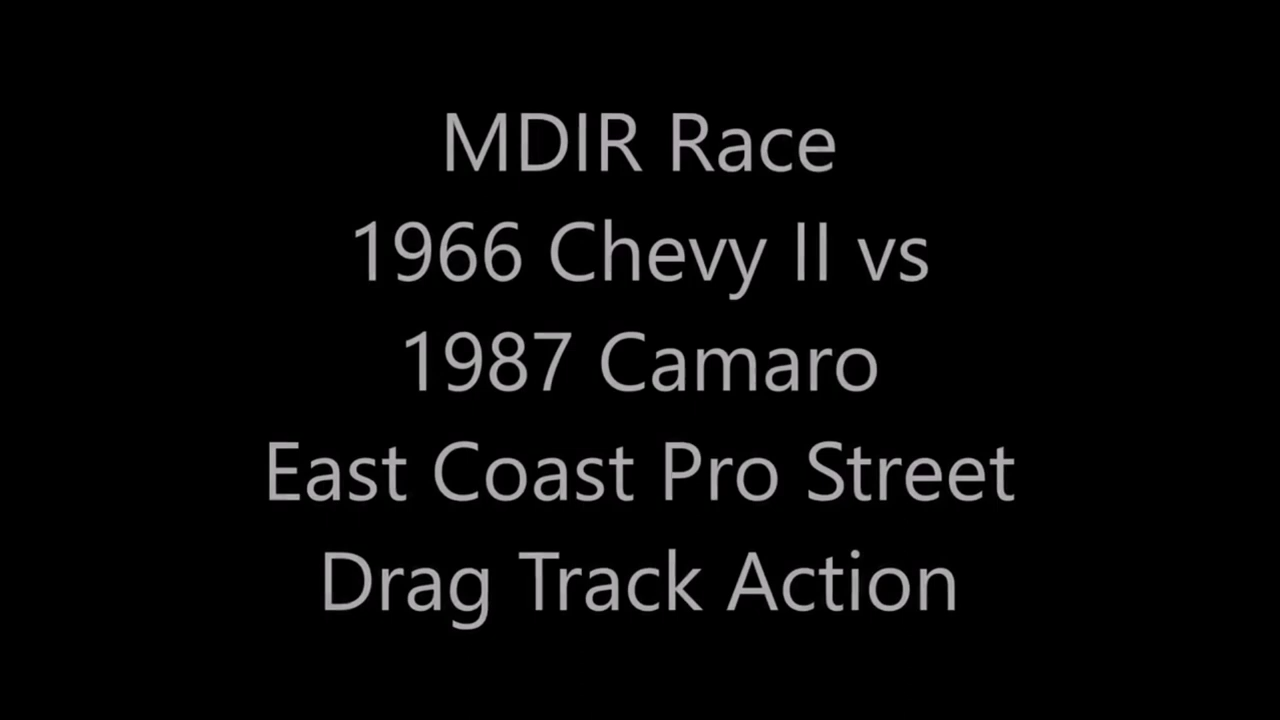 MDIR Race
1966 Chevy II vs
1987 Camaro
East Coast Pro Street
Drag Track Action